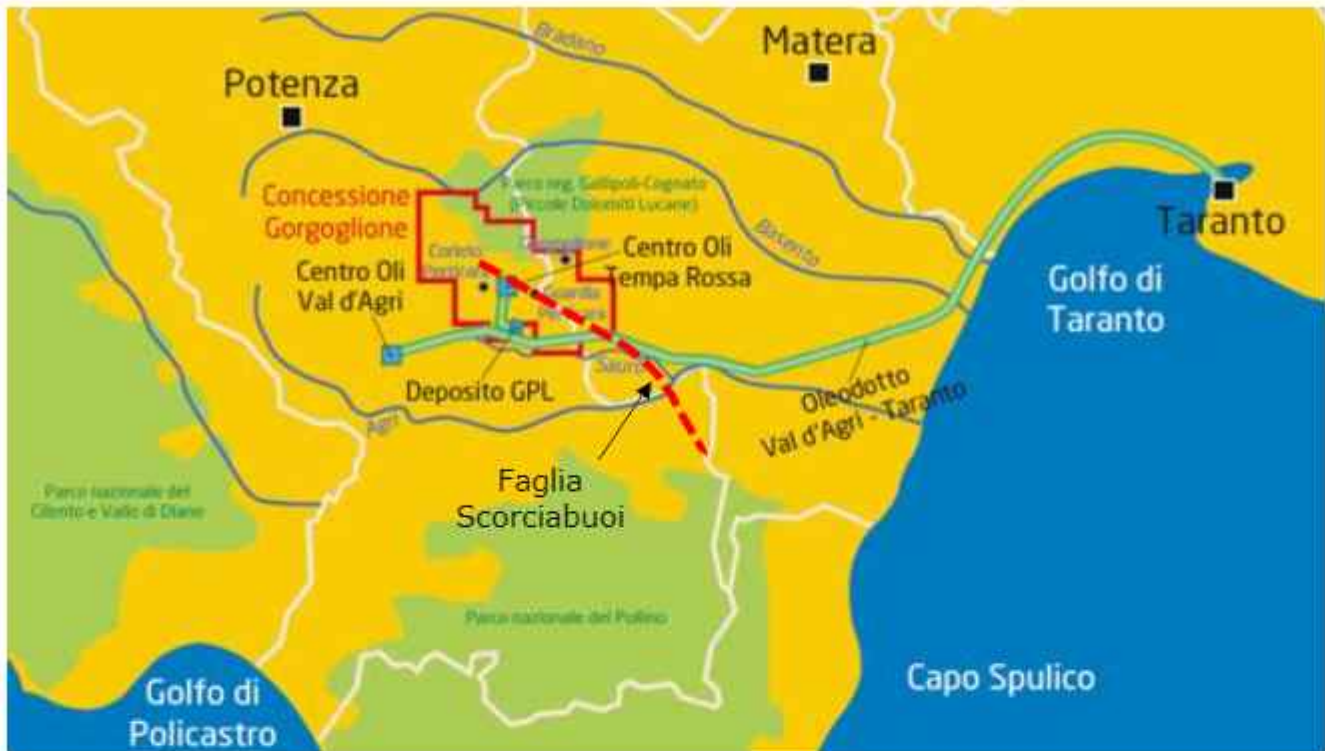 Bradano
Matera
Potenza
Parco reg. Gallipoli-Cognato
(Piccole Dolomiti Lucane)
Concessione
Gorgoglione
Taranto
Basento
Corleto
Centro Oli
Tempa Rossa
Centro Oli
Val d'Agri
Golfo di
Taranto
Sauro
Deposito GPL
Oleodotto
Val d'Agri - Taranto
Agri
Faglia
Scorciabuoi
Parco nazionale del
Cilento e Vallo di Diano
Parco nazionale del Pollino
Capo Spulico
Golfo di
Policastro